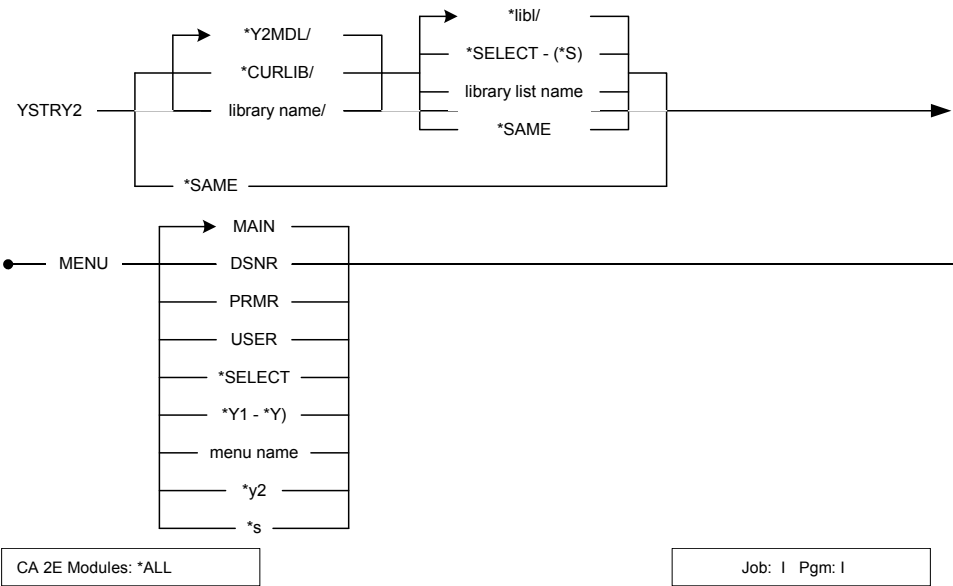 *libl/
*Y2MDL/
*SELECT - (*S)
*CURLIB/
library list name
YSTRY2
library name/
*SAME
*SAME
MAIN
MENU
DSNR
PRMR
USER
*SELECT
*Y1 - *Y)
menu name
*y2
*s
CA 2E Modules: *ALL
Job: I Pgm: I